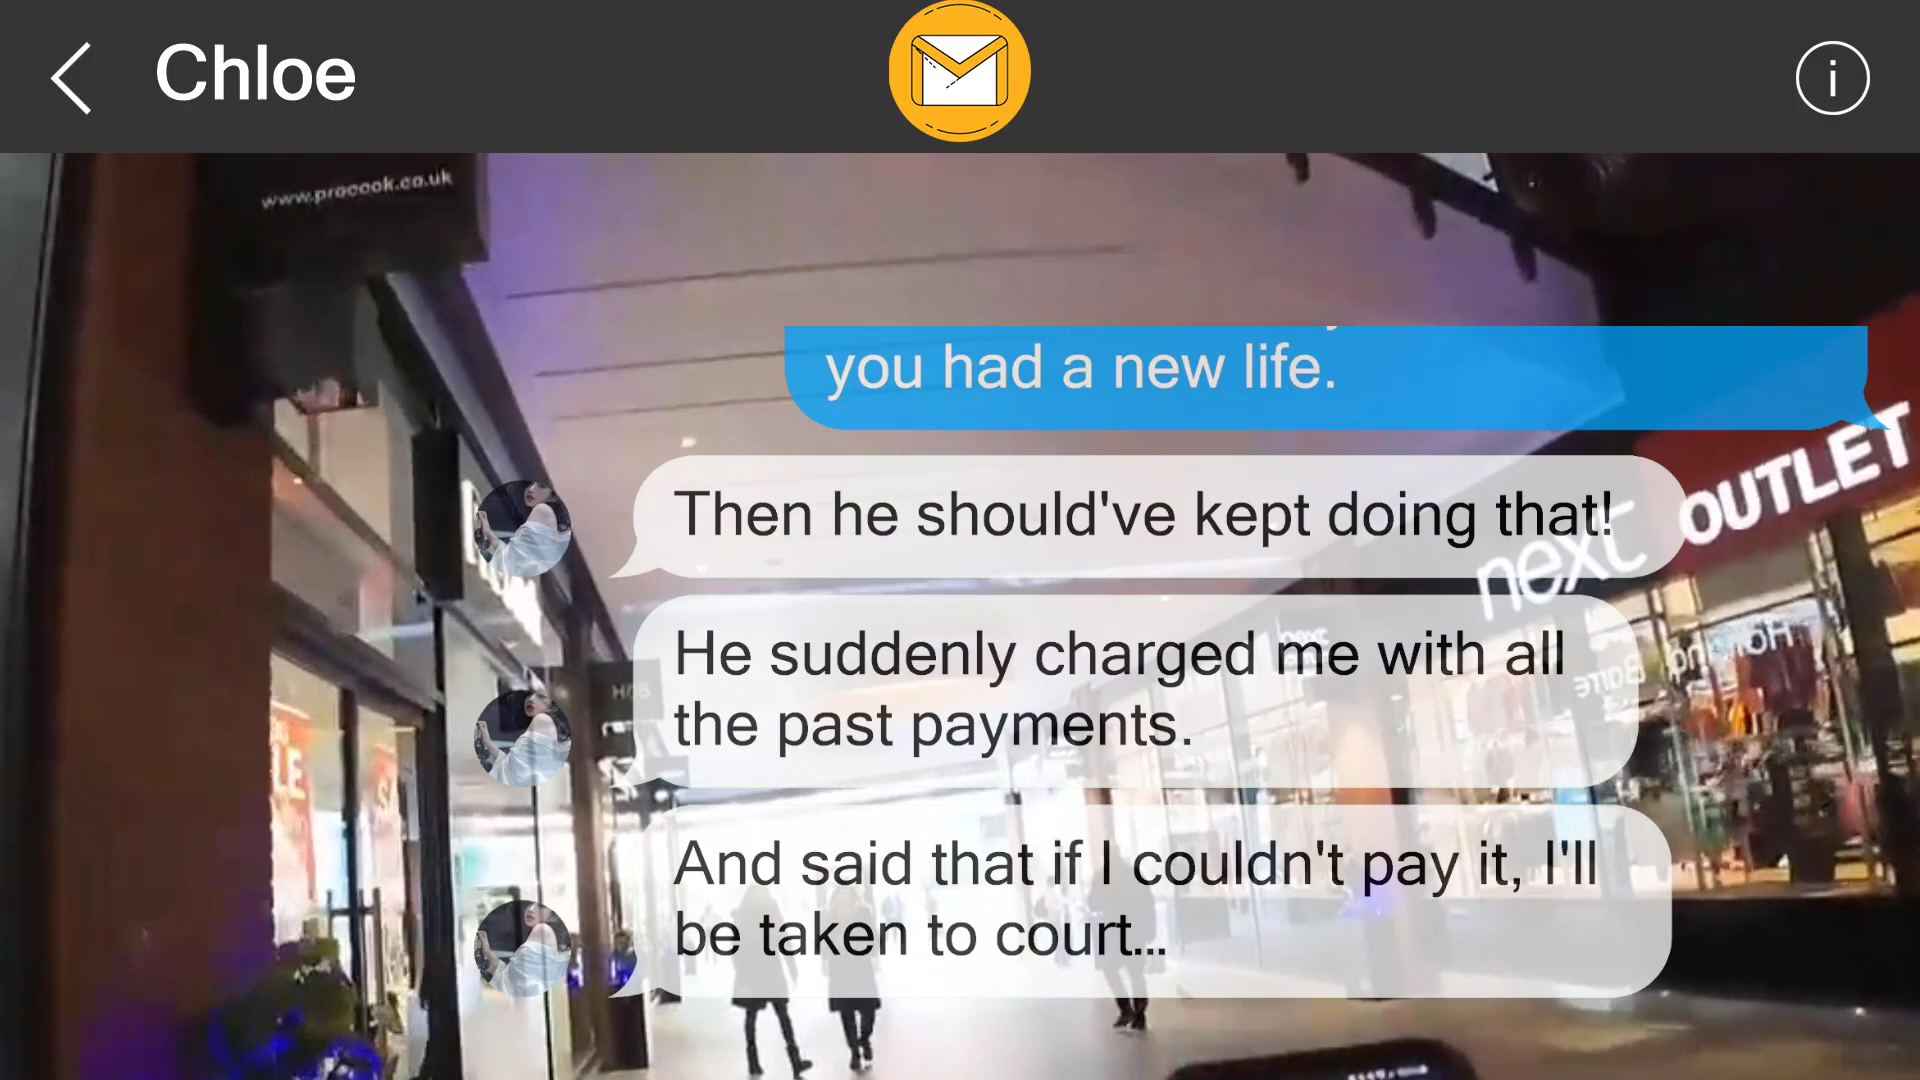 Chloe
www.procook.co.uk
you had a new life.
Then he should've kept doing that!
OUTLET
next
He suddenly charged me with all
the past payments.
And said that if I couldn't pay it, I'll
be taken to court...